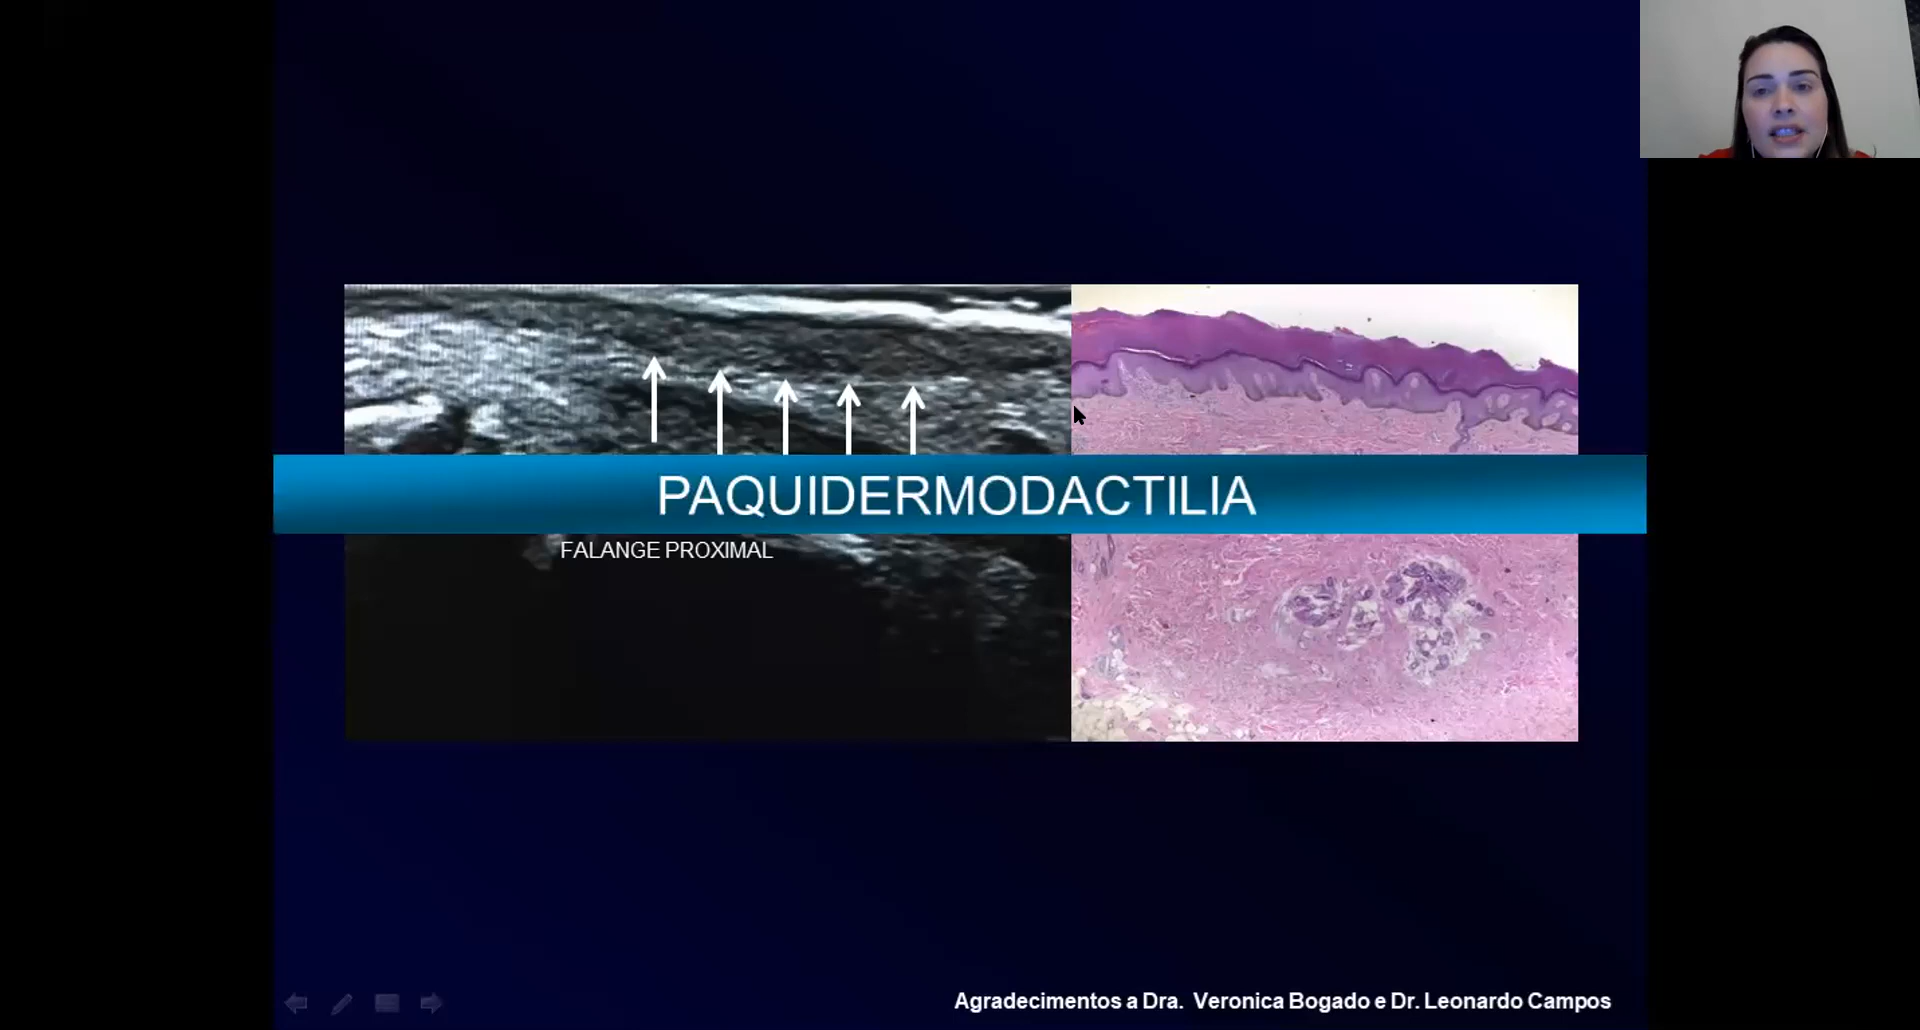 PAQUIDERMODACTILIA
FALANGE PROXIMAL
Agradecimentos a Dra. Veronica Bogado e Dr. Leonardo Campos